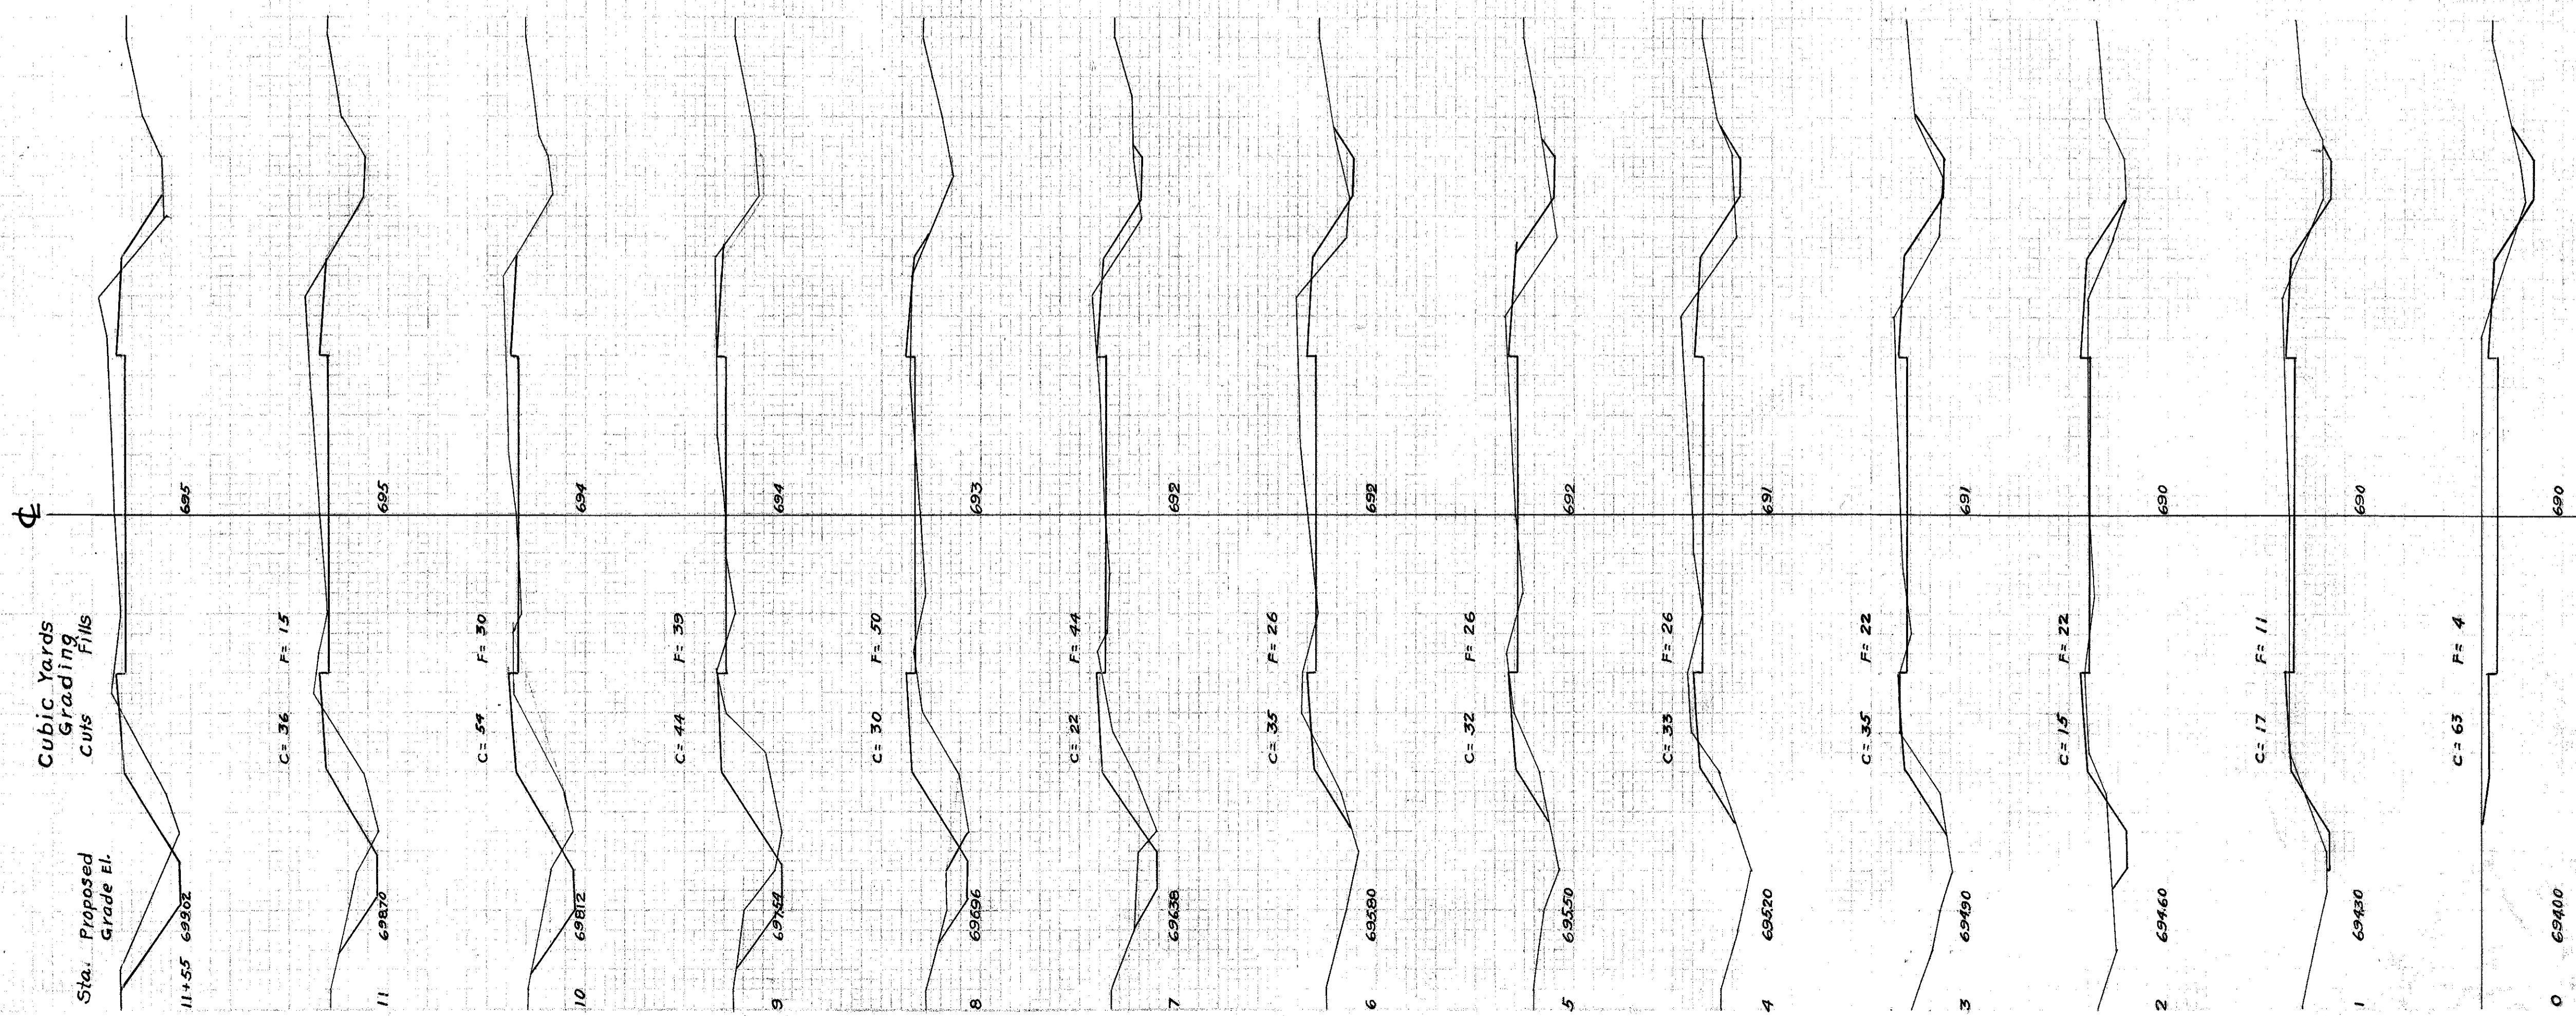 ℄
Cubic Yards
Grading
Cuts Fills
Sta. Proposed
Grade El.
11+55 699.02 695
C= 36 F= 15
11 698.70 695
C= 54 F= 30
10 698.12 694
C= 44 F= 39
9 697.54 694
C= 30 F= 50
8 696.96 693
C= 22 F= 44
7 696.38 692
C= 35 F= 26
6 695.80 692
C= 32 F= 26
5 695.50 692
C= 33 F= 26
4 695.20 691
C= 35 F= 22
3 694.90 691
C= 15 F= 22
2 694.60 690
C= 17 F= 11
1 694.30 690
C= 63 F= 4
0 694.00 690